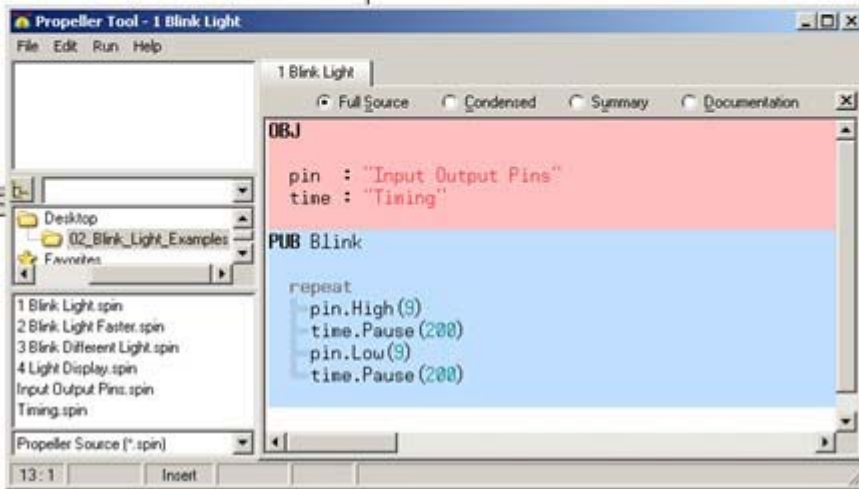 Propeller Tool - 1 Blink Light
File Edit Run Help
1 Blink Light
Full Source Condensed Summary Documentation
OBJ
pin : "Input Output Pins"
time : "Timing"
PUB Blink
repeat
pin.High(9)
time.Pause(200)
pin.Low(9)
time.Pause(200)
Desktop
02_Blink_Light_Examples
Favorites
1 Blink Light.spin
2 Blink Light Faster.spin
3 Blink Different Light.spin
4 Light Display.spin
Input Output Pins.spin
Timing.spin
Propeller Source (*.spin)
13:1 Insert